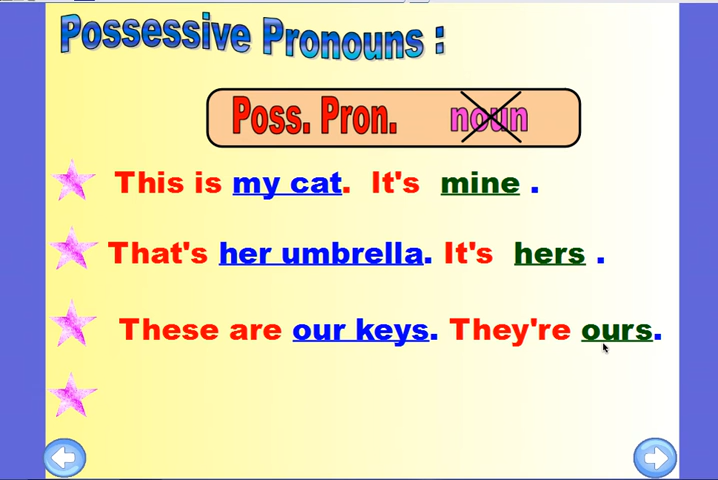 Possessive Pronouns :
Poss. Pron. noun
This is my cat. It's mine .
That's her umbrella. It's hers .
These are our keys. They're ours.